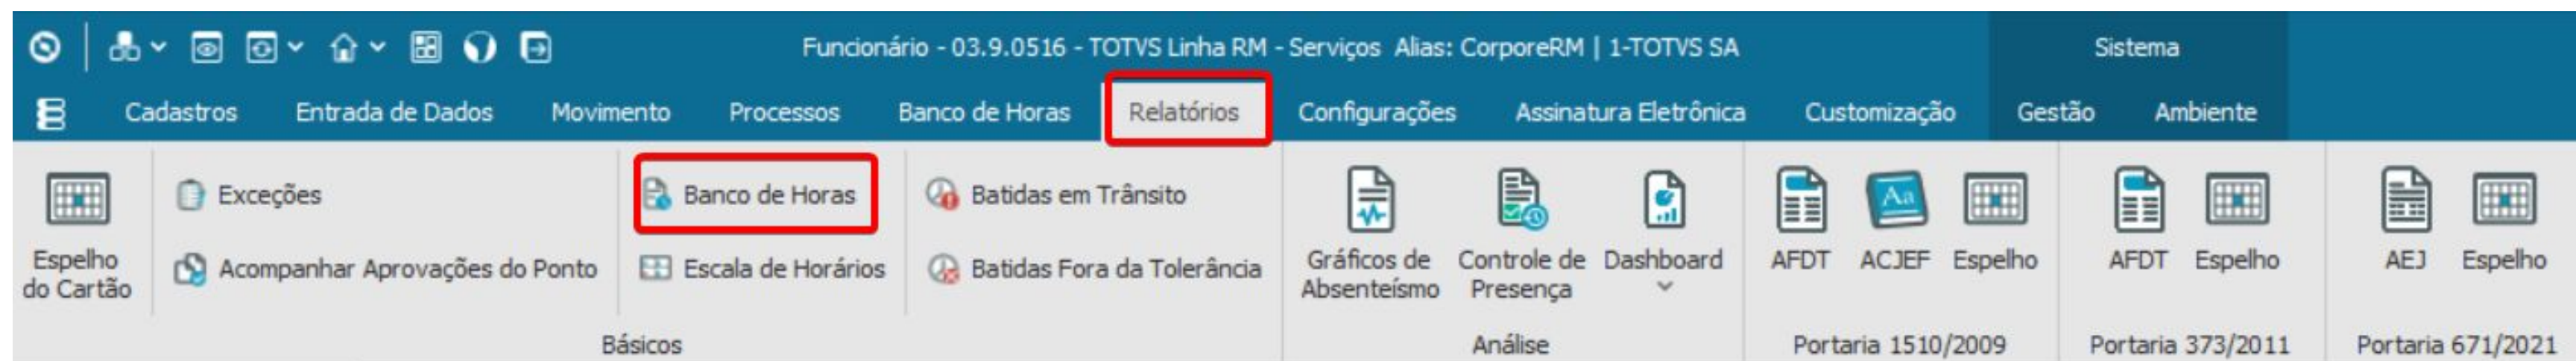 Funcionário - 03.9.0516 - TOTVS Linha RM - Serviços Alias: CorporeRM | 1-TOTVS SA
Sistema
Cadastros Entrada de Dados Movimento Processos Banco de Horas Relatórios Configurações Assinatura Eletrônica Customização Gestão Ambiente
Espelho
do Cartão
Exceções
Acompanhar Aprovações do Ponto
Banco de Horas
Escala de Horários
Batidas em Trânsito
Batidas Fora da Tolerância
Básicos
Gráficos de
Absenteísmo
Controle de
Presença
Dashboard
Análise
Aa
AFDT ACJEF Espelho
Portaria 1510/2009
AFDT Espelho
Portaria 373/2011
AEJ Espelho
Portaria 671/2021